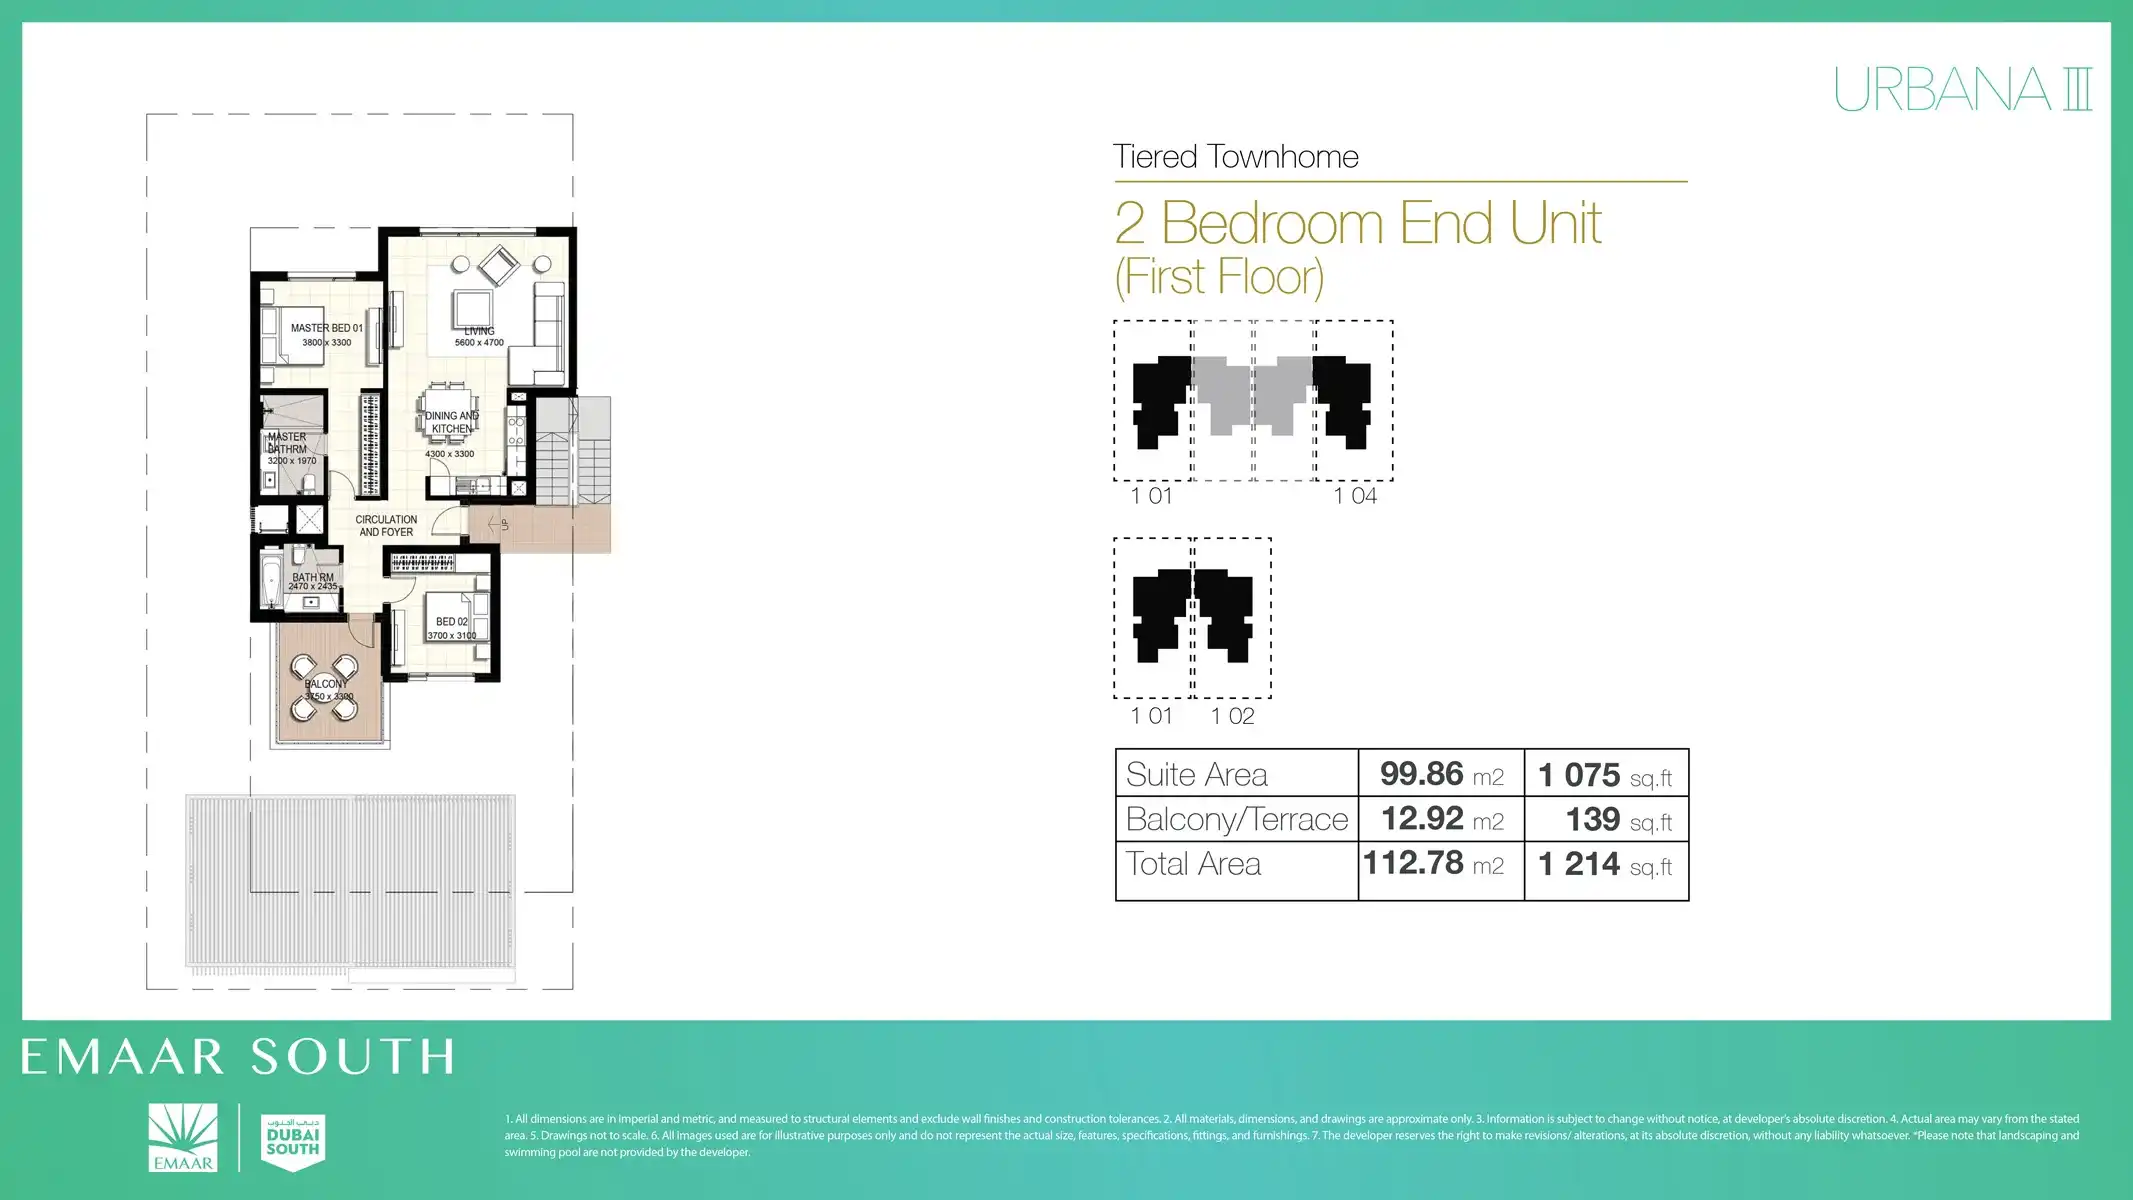 URBANA III
Tiered Townhome
2 Bedroom End Unit
(First Floor)
MASTER BED 01
3800 x 3300
LIVING
5600 x 4700
DINING AND
KITCHEN
4300 x 3300
MASTER
BATHRM
3200 x 1970
CIRCULATION
AND FOYER
UP
BATH RM
2470 x 2435
BED 02
3700 x 3100
BALCONY
3750 x 3300
1 01
1 04
1 01
1 02
Suite Area 99.86 m2 1 075 sq.ft
Balcony/Terrace 12.92 m2 139 sq.ft
Total Area 112.78 m2 1 214 sq.ft
EMAAR SOUTH
EMAAR
دبي الجنوب
DUBAI
SOUTH
1. All dimensions are in imperial and metric, and measured to structural elements and exclude wall finishes and construction tolerances. 2. All materials, dimensions, and drawings are approximate only. 3. Information is subject to change without notice, at developer's absolute discretion. 4. Actual area may vary from the stated
area. 5. Drawings not to scale. 6. All images used are for illustrative purposes only and do not represent the actual size, features, specifications, fittings, and furnishings. 7. The developer reserves the right to make revisions/ alterations, at its absolute discretion, without any liability whatsoever. *Please note that landscaping and
swimming pool are not provided by the developer.